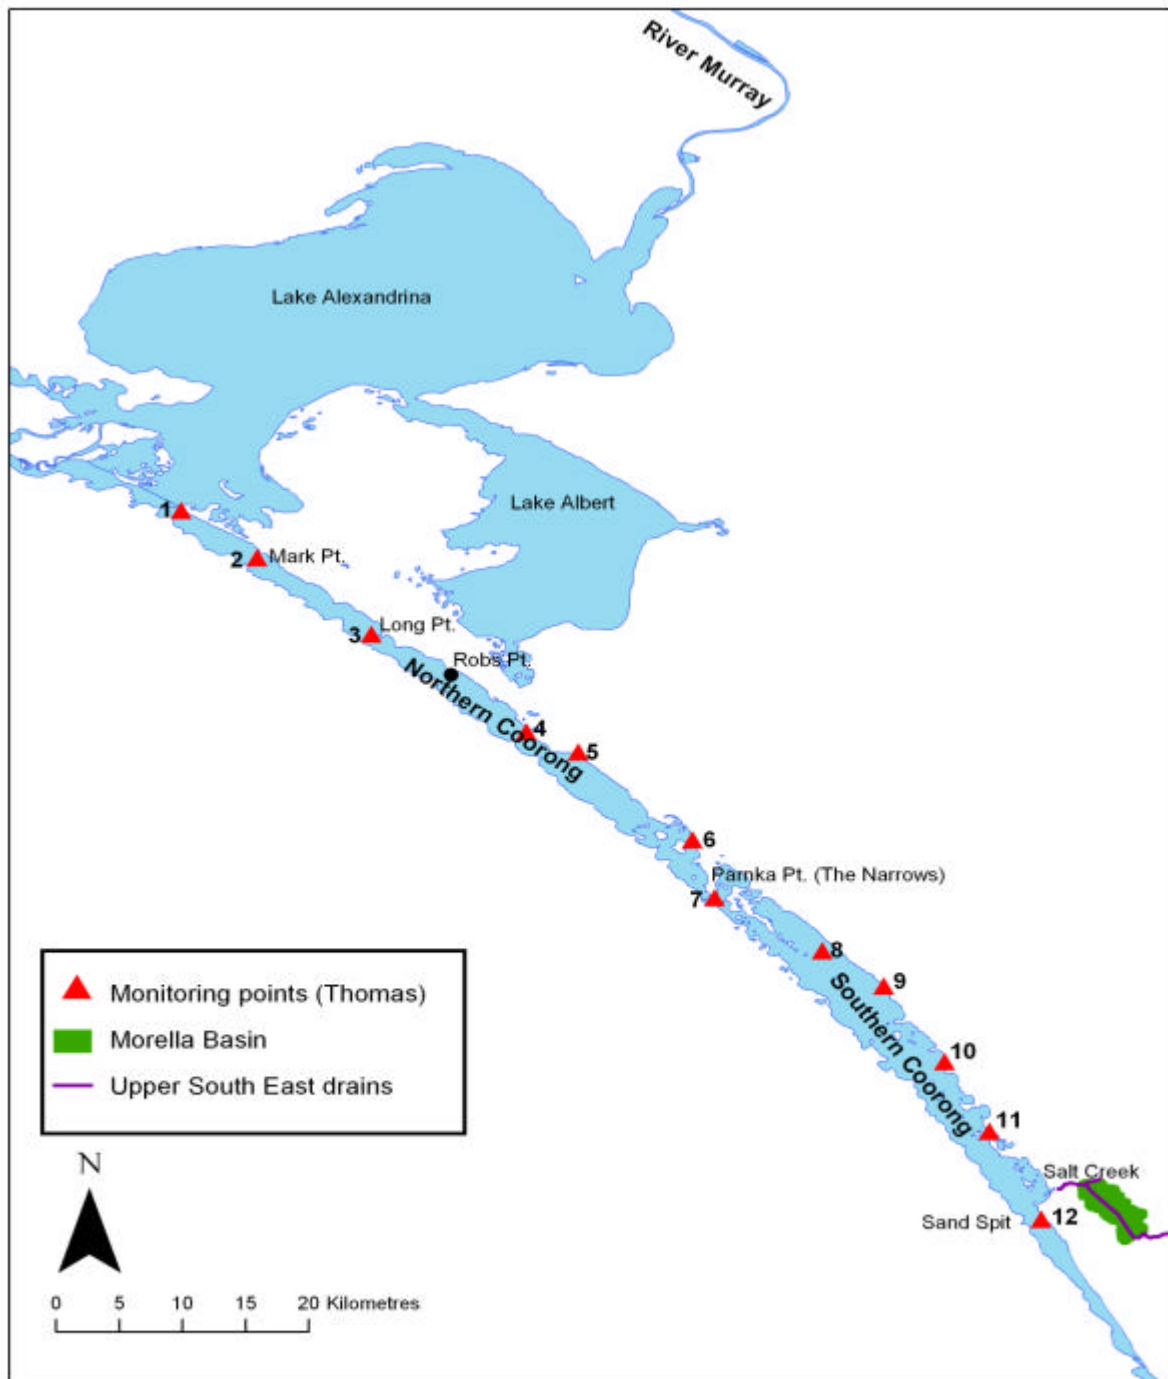 River Murray
Lake Alexandrina
Lake Albert
1
2
Mark Pt.
3
Long Pt.
Robs Pt.
Northern Coorong
4
5
6
Parnka Pt. (The Narrows)
7
8
9
Southern Coorong
10
11
Salt Creek
Sand Spit
12
Monitoring points (Thomas)
Morella Basin
Upper South East drains
N
0 5 10 15 20 Kilometres